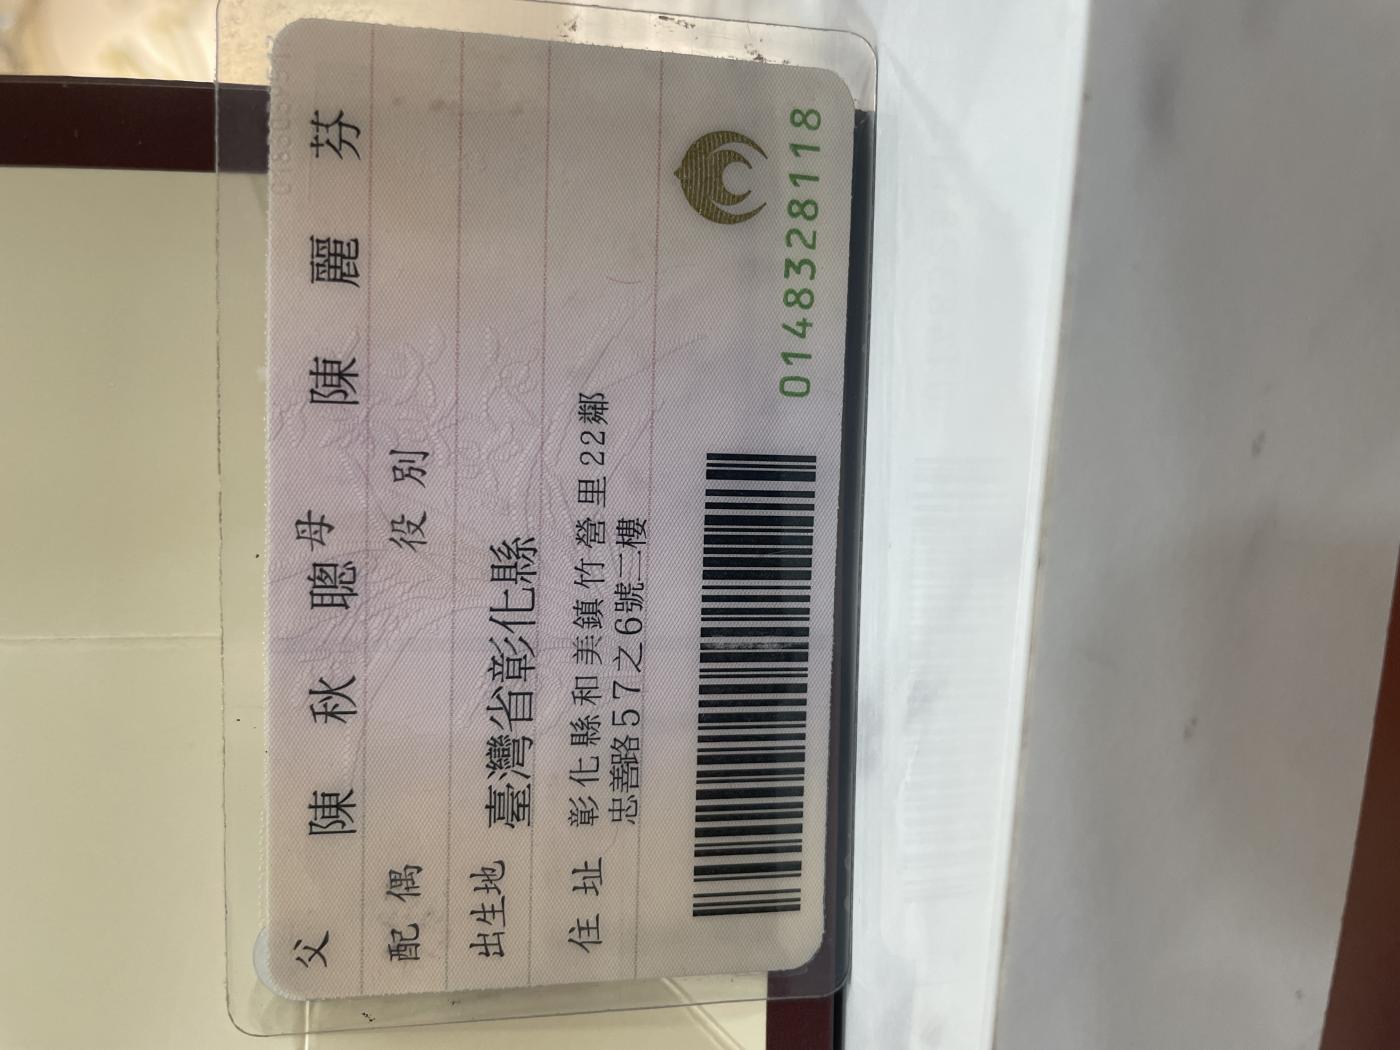 父 陳秋聰 母 陳麗芬
配偶 役別
出生地 臺灣省彰化縣
住址 彰化縣和美鎮竹營里22鄰
忠善路57之6號二樓
0148328118